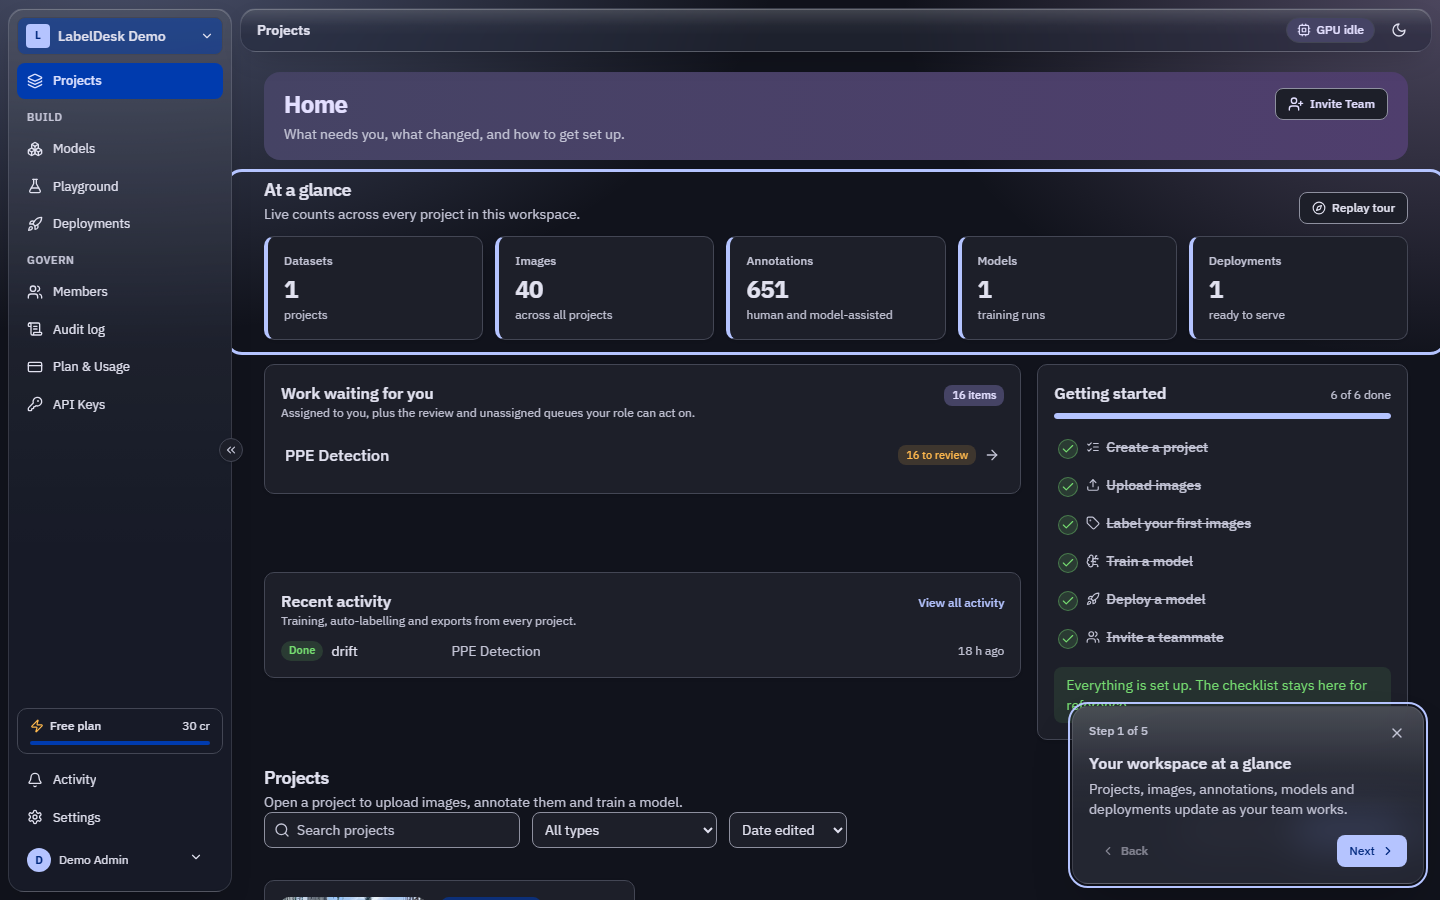 L LabelDesk Demo
Projects
BUILD
Models
Playground
Deployments
GOVERN
Members
Audit log
Plan & Usage
API Keys
Free plan 30 cr
Activity
Settings
D Demo Admin
Projects
GPU idle
Home
What needs you, what changed, and how to get set up.
Invite Team
At a glance
Live counts across every project in this workspace.
Replay tour
Datasets
1
projects
Images
40
across all projects
Annotations
651
human and model-assisted
Models
1
training runs
Deployments
1
ready to serve
Work waiting for you
Assigned to you, plus the review and unassigned queues your role can act on.
16 items
PPE Detection
16 to review
Recent activity
Training, auto-labelling and exports from every project.
View all activity
Done drift PPE Detection 18 h ago
Getting started
6 of 6 done
Create a project
Upload images
Label your first images
Train a model
Deploy a model
Invite a teammate
Everything is set up. The checklist stays here for
Projects
Open a project to upload images, annotate them and train a model.
Search projects
All types
Date edited
Step 1 of 5
Your workspace at a glance
Projects, images, annotations, models and
deployments update as your team works.
Back
Next